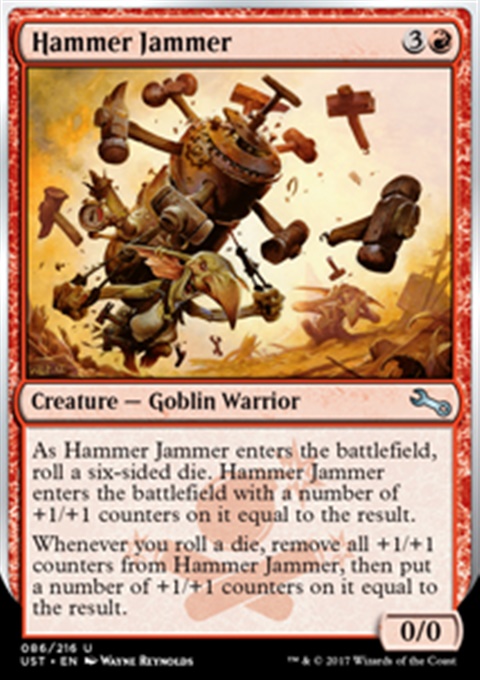 Hammer Jammer 3
Creature — Goblin Warrior
As Hammer Jammer enters the battlefield,
roll a six-sided die. Hammer Jammer
enters the battlefield with a number of
+1/+1 counters on it equal to the result.
Whenever you roll a die, remove all +1/+1
counters from Hammer Jammer, then put
a number of +1/+1 counters on it equal to
the result.
0/0
086/216 U
UST • EN Wayne Reynolds
™ & © 2017 Wizards of the Coast